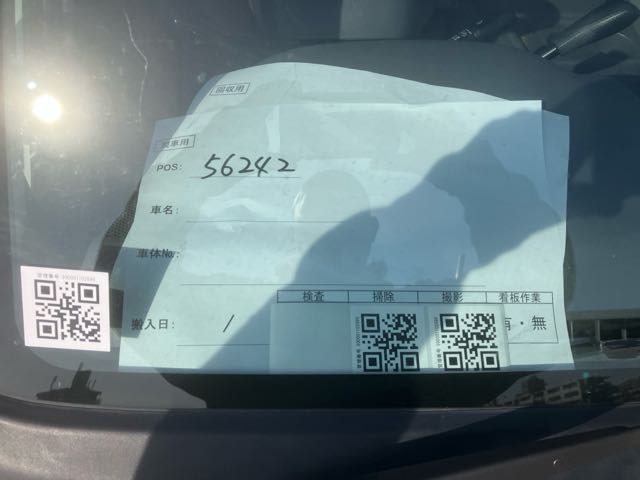 回収用
POS: 56242
車名:
車体No.
搬入日: /
検査 掃除 撮影 看板作業
・無